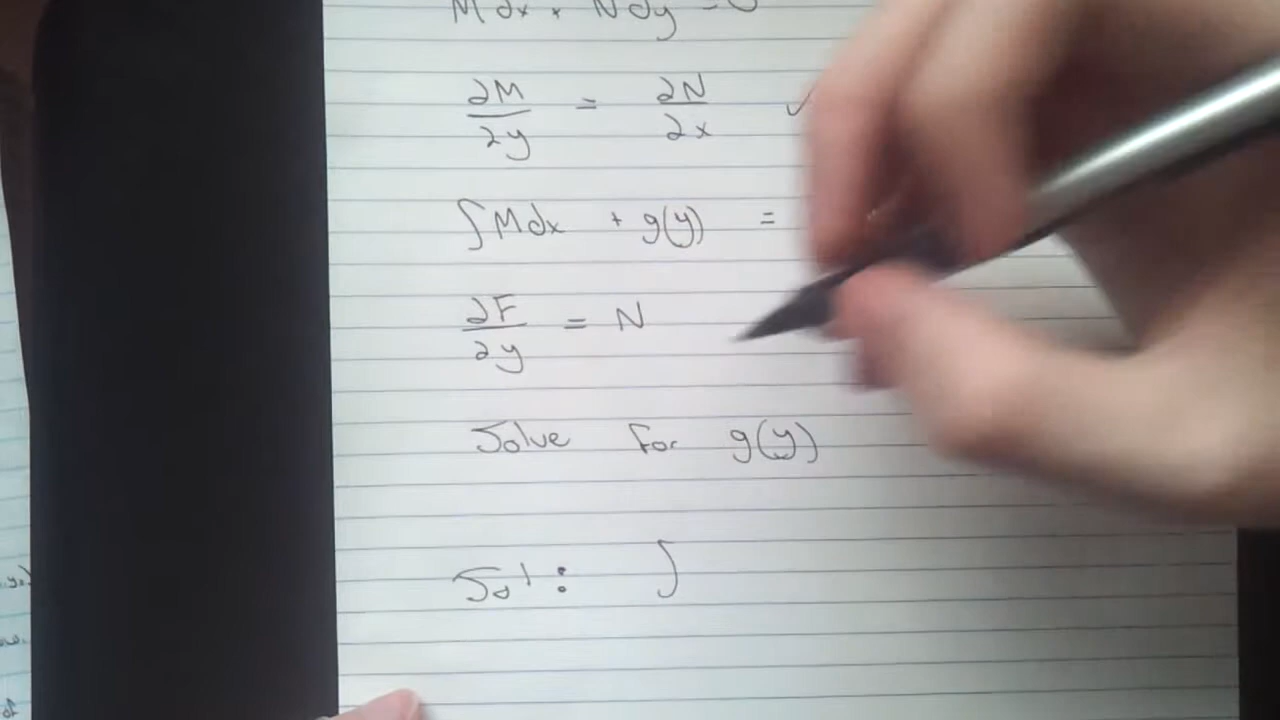 M dx + N dy = 0
∂M/∂y = ∂N/∂x ✓
∫M dx + g(y) =
∂F/∂y = N
Solve for g(y)
Sol: ∫